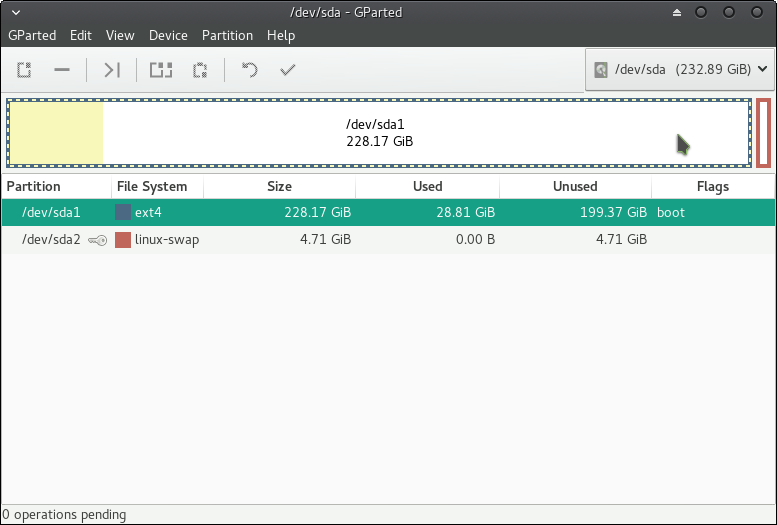 /dev/sda - GParted
GParted Edit View Device Partition Help
/dev/sda (232.89 GiB)
/dev/sda1
228.17 GiB
Partition File System Size Used Unused Flags
/dev/sda1 ext4 228.17 GiB 28.81 GiB 199.37 GiB boot
/dev/sda2 linux-swap 4.71 GiB 0.00 B 4.71 GiB
0 operations pending